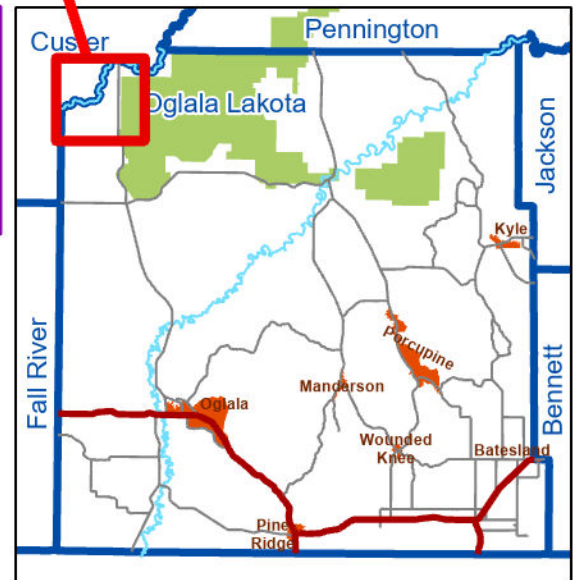 Pennington
Custer
Oglala Lakota
Jackson
Kyle
Porcupine
Fall River
Manderson
Oglala
Bennett
Wounded
Knee
Batesland
Pine
Ridge